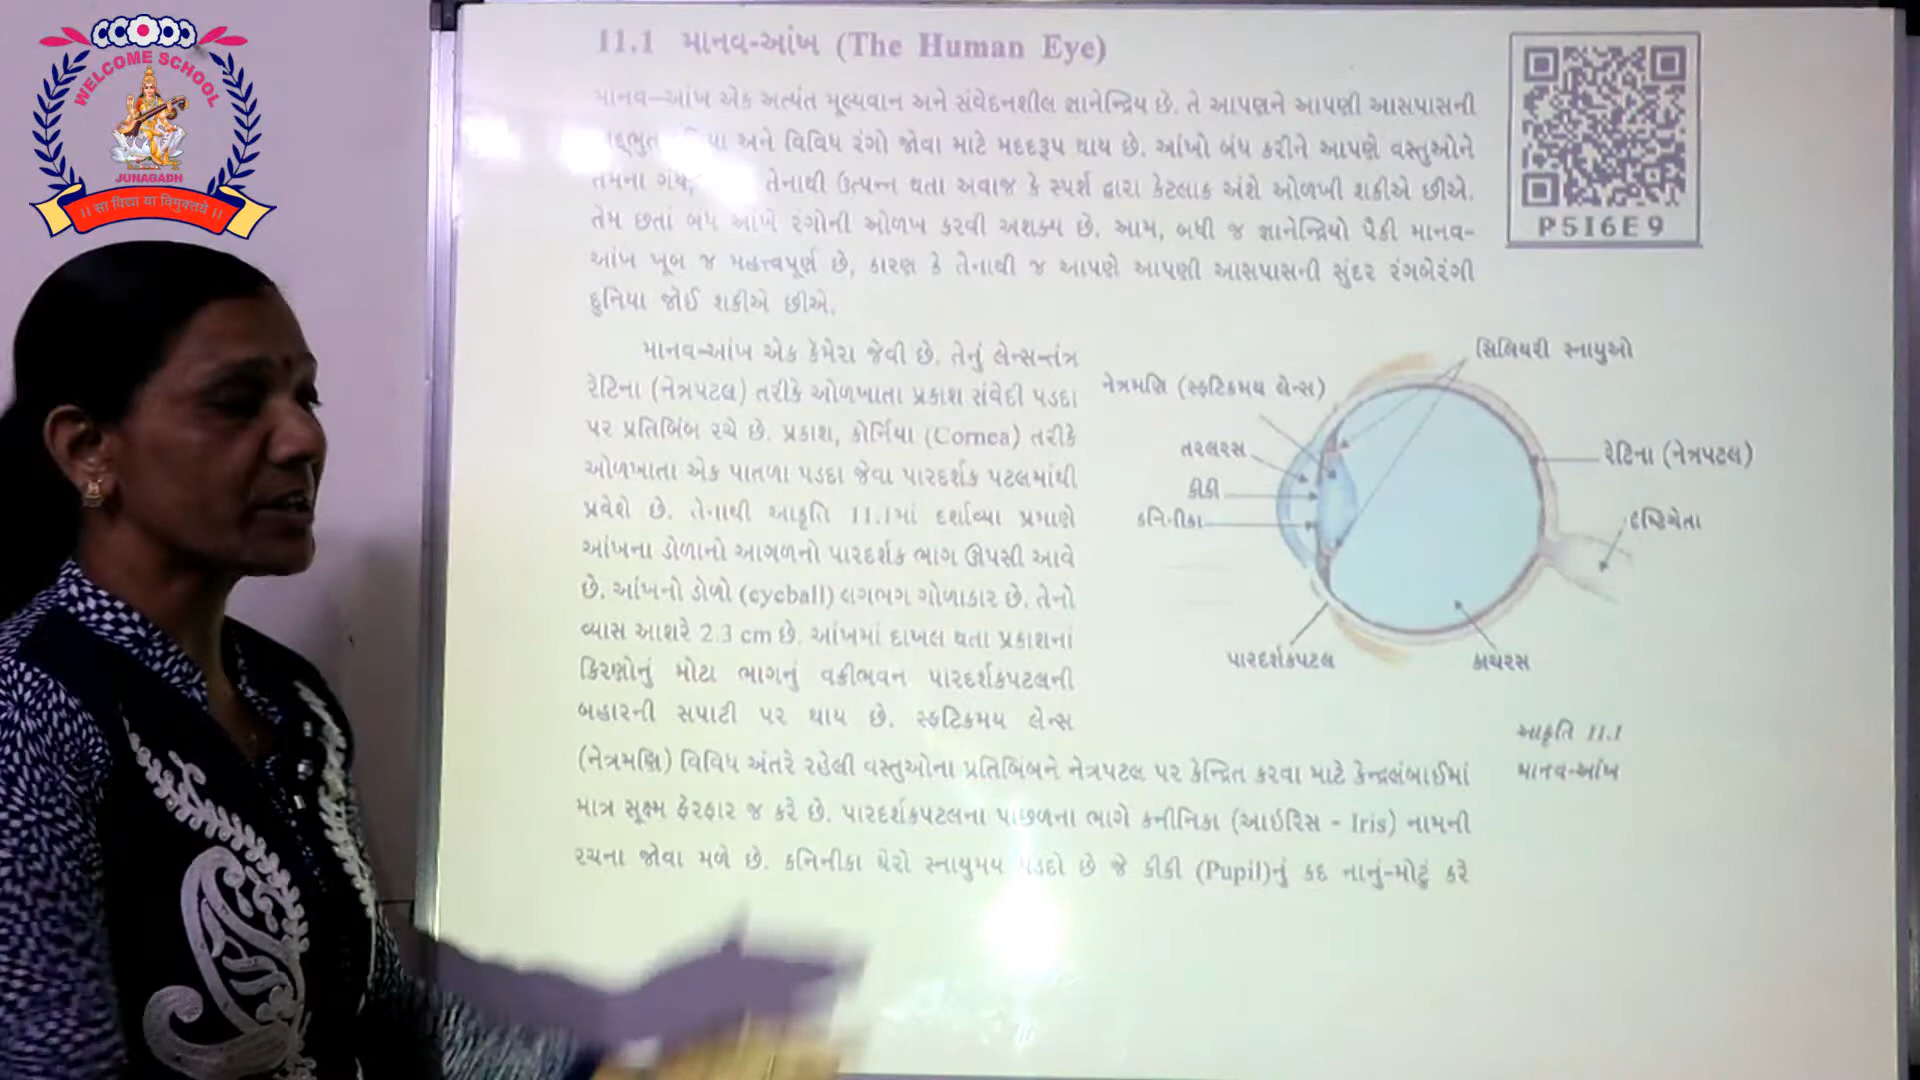 WELCOME SCHOOL
JUNAGADH
।। सा विद्या या विमुक्तये ।।
11.1 માનવ-આંખ (The Human Eye)
માનવ-આંખ એક અત્યંત મૂલ્યવાન અને સંવેદનશીલ જ્ઞાનેન્દ્રિય છે. તે આપણને આપણી આસપાસની
અને વિવિધ રંગો જોવા માટે મદદરૂપ થાય છે. આંખો બંધ કરીને આપણે વસ્તુઓને
તેમના ગંધ, તેનાથી ઉત્પન્ન થતા અવાજ કે સ્પર્શ દ્વારા કેટલાક અંશે ઓળખી શકીએ છીએ.
તેમ છતાં બંધ આંખે રંગોની ઓળખ કરવી અશક્ય છે. આમ, બધી જ જ્ઞાનેન્દ્રિયો પૈકી માનવ-
આંખ ખૂબ જ મહત્ત્વપૂર્ણ છે, કારણ કે તેનાથી જ આપણે આપણી આસપાસની સુંદર રંગબેરંગી
દુનિયા જોઈ શકીએ છીએ.
P5I6E9
માનવ-આંખ એક કૅમેરા જેવી છે. તેનું લેન્સ-તંત્ર
રેટિના (નેત્રપટલ) તરીકે ઓળખાતા પ્રકાશ સંવેદી પડદા
પર પ્રતિબિંબ રચે છે. પ્રકાશ, કોર્નિયા (Cornea) તરીકે
ઓળખાતા એક પાતળા પડદા જેવા પારદર્શક પટલમાંથી
પ્રવેશે છે. તેનાથી આકૃતિ 11.1માં દર્શાવ્યા પ્રમાણે
આંખના ડોળાનો આગળનો પારદર્શક ભાગ ઊપસી આવે
છે. આંખનો ડોળો (eyeball) લગભગ ગોળાકાર છે. તેનો
વ્યાસ આશરે 2.3 cm છે. આંખમાં દાખલ થતા પ્રકાશનાં
કિરણોનું મોટા ભાગનું વક્રીભવન પારદર્શકપટલની
બહારની સપાટી પર થાય છે. સ્ફટિકમય લેન્સ
(નેત્રમણિ) વિવિધ અંતરે રહેલી વસ્તુઓના પ્રતિબિંબને નેત્રપટલ પર કેન્દ્રિત કરવા માટે કેન્દ્રલંબાઈમાં
માત્ર સૂક્ષ્મ ફેરફાર જ કરે છે. પારદર્શકપટલના પાછળના ભાગે કનીનિકા (આઇરિસ - Iris) નામની
રચના જોવા મળે છે. કનિનીકા ઘેરો સ્નાયુમય પડદો છે જે કીકી (Pupil)નું કદ નાનું-મોટું કરે
સિલિયરી સ્નાયુઓ
નેત્રમણિ (સ્ફટિકમય લેન્સ)
તરલરસ
કીકી
કનિનીકા
રેટિના (નેત્રપટલ)
દૃષ્ટિચેતા
પારદર્શકપટલ
કાચરસ
આકૃતિ 11.1
માનવ-આંખ